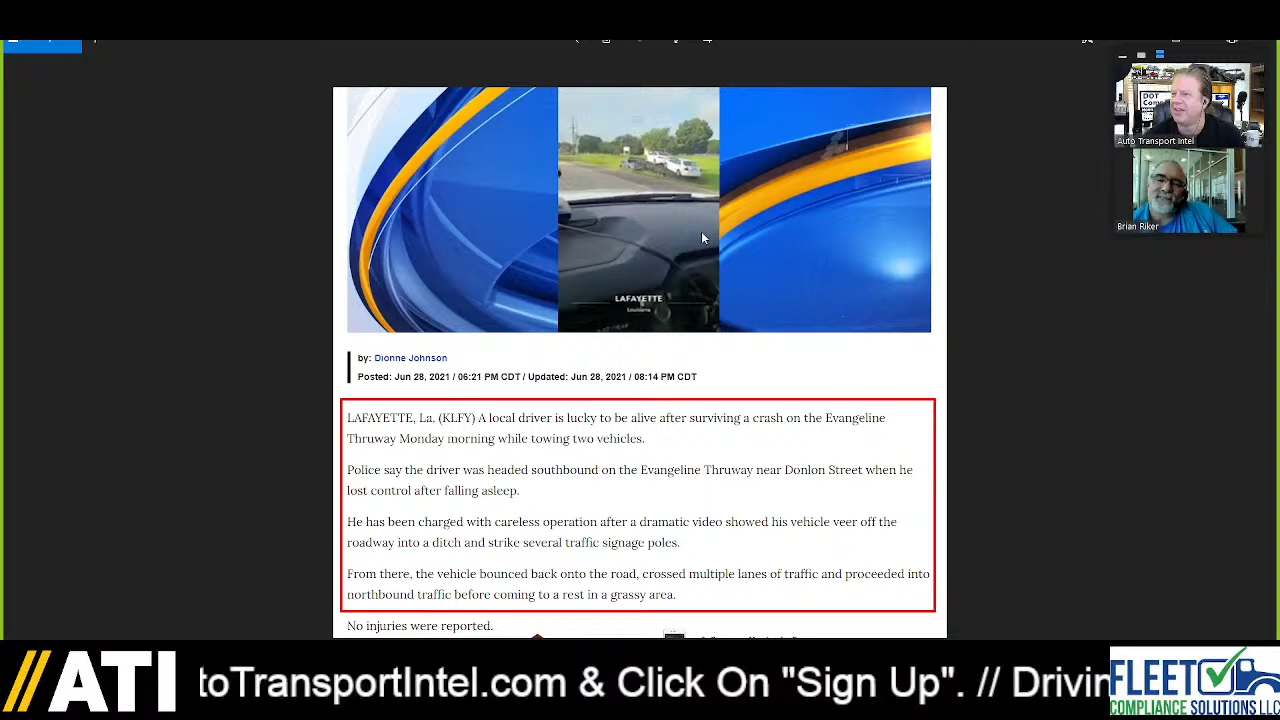 DOT
Auto Transport Intel
Brian Riker
LAFAYETTE
Louisiana
by: Dionne Johnson
Posted: Jun 28, 2021 / 06:21 PM CDT / Updated: Jun 28, 2021 / 08:14 PM CDT
LAFAYETTE, La. (KLFY) A local driver is lucky to be alive after surviving a crash on the Evangeline
Thruway Monday morning while towing two vehicles.
Police say the driver was headed southbound on the Evangeline Thruway near Donlon Street when he
lost control after falling asleep.
He has been charged with careless operation after a dramatic video showed his vehicle veer off the
roadway into a ditch and strike several traffic signage poles.
From there, the vehicle bounced back onto the road, crossed multiple lanes of traffic and proceeded into
northbound traffic before coming to a rest in a grassy area.
No injuries were reported.
//ATI
toTransportIntel.com & Click On "Sign Up". // Drivin
FLEET
COMPLIANCE SOLUTIONS LLC